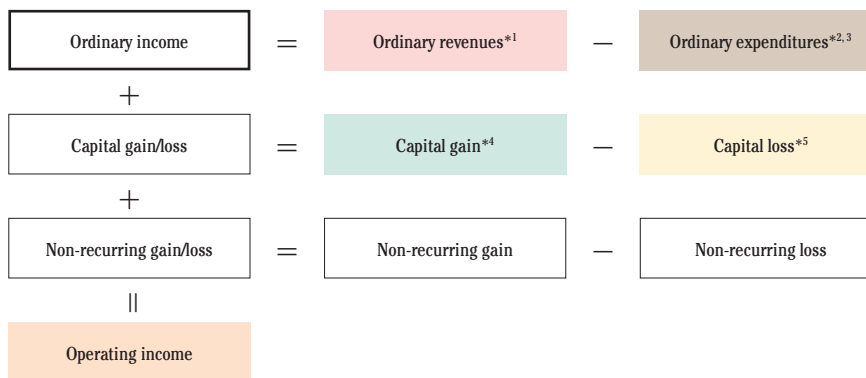 Ordinary income = Ordinary revenues*1 − Ordinary expenditures*2, 3
+
Capital gain/loss = Capital gain*4 − Capital loss*5
+
Non-recurring gain/loss = Non-recurring gain − Non-recurring loss
=
Operating income